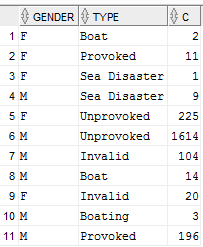 GENDER TYPE C
1 F Boat 2
2 F Provoked 11
3 F Sea Disaster 1
4 M Sea Disaster 9
5 F Unprovoked 225
6 M Unprovoked 1614
7 M Invalid 104
8 M Boat 14
9 F Invalid 20
10 M Boating 3
11 M Provoked 196